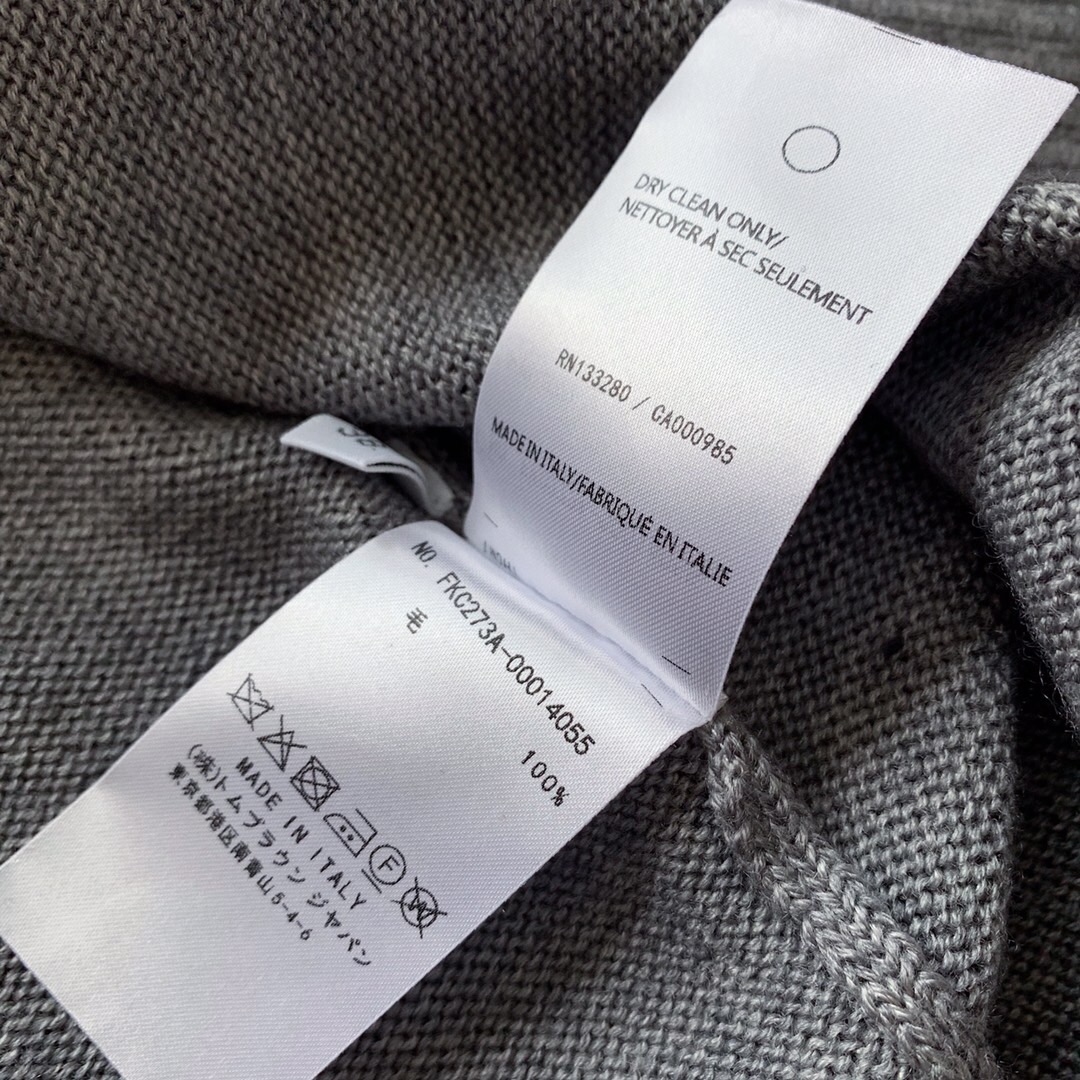 DRY CLEAN ONLY/
NETTOYER À SEC SEULEMENT
RN133280 / CA000985
MADE IN ITALY/FABRIQUÉ EN ITALIE
NO. FKC273A-00014055
毛 100%
MADE IN ITALY
(株)トムブラウン ジャパン
東京都港区南青山5-4-6